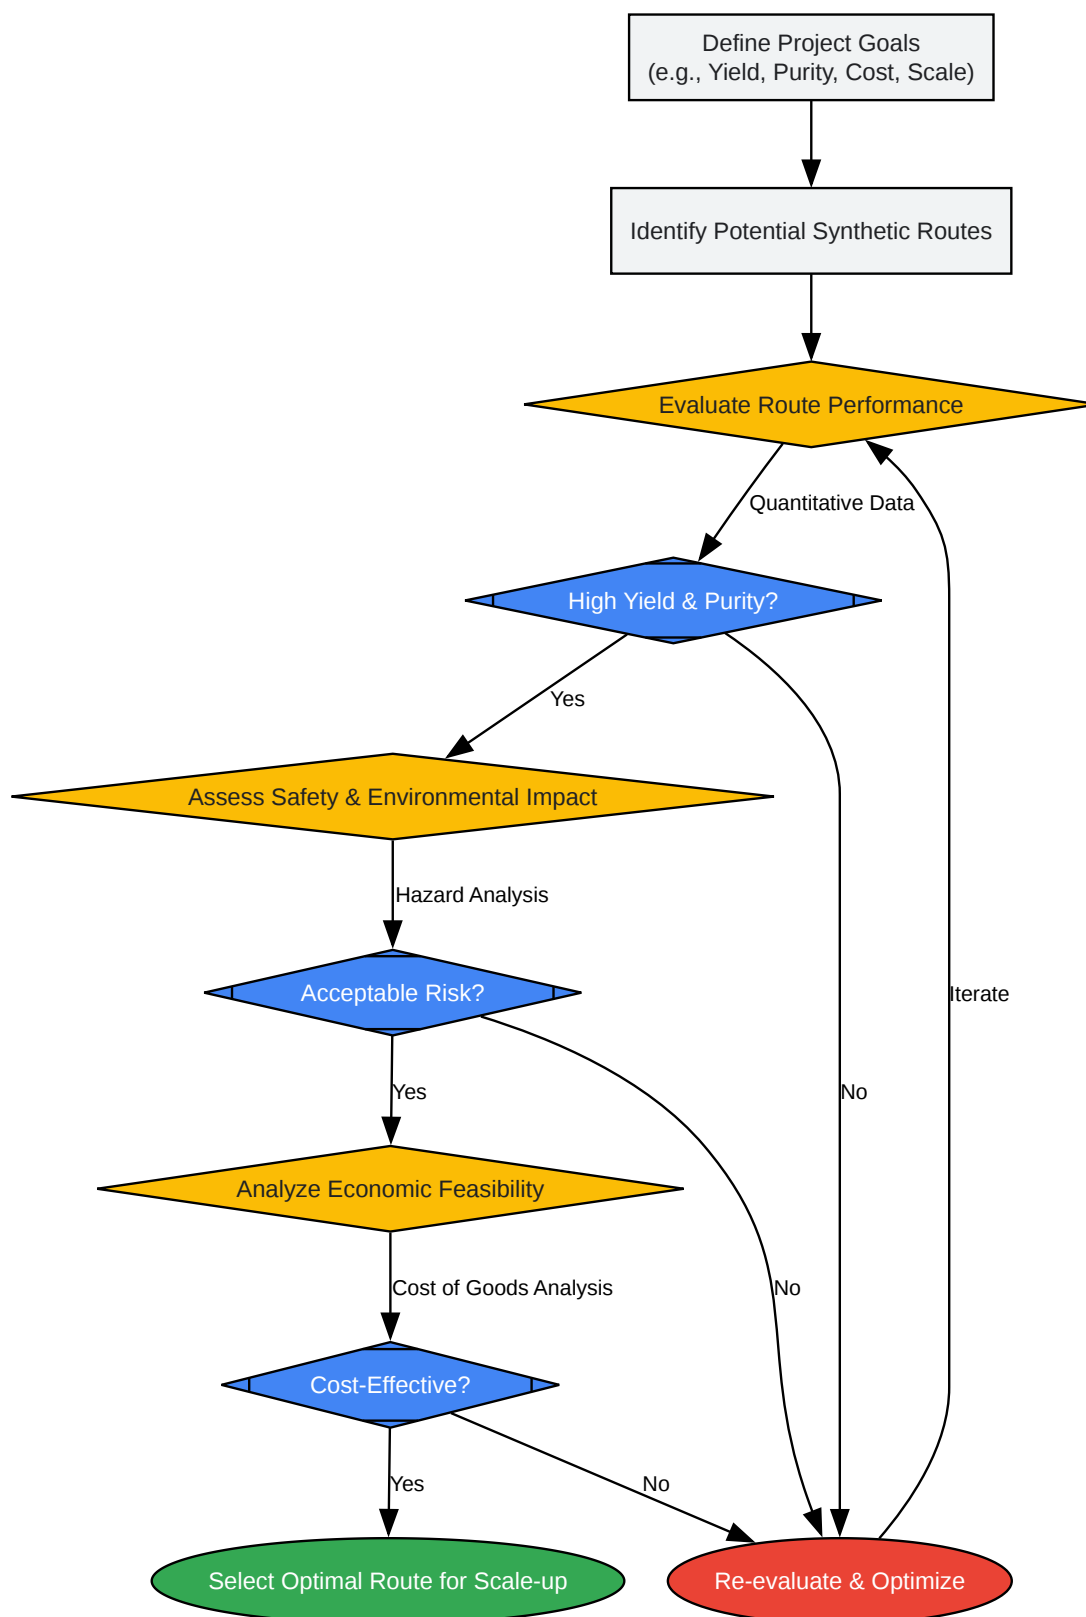 Define Project Goals
(e.g., Yield, Purity, Cost, Scale)
Identify Potential Synthetic Routes
Evaluate Route Performance
Quantitative Data
High Yield & Purity?
Yes
Assess Safety & Environmental Impact
Hazard Analysis
Acceptable Risk?
Iterate
Yes
No
Analyze Economic Feasibility
Cost of Goods Analysis
No
Cost-Effective?
Yes
No
Select Optimal Route for Scale-up
Re-evaluate & Optimize